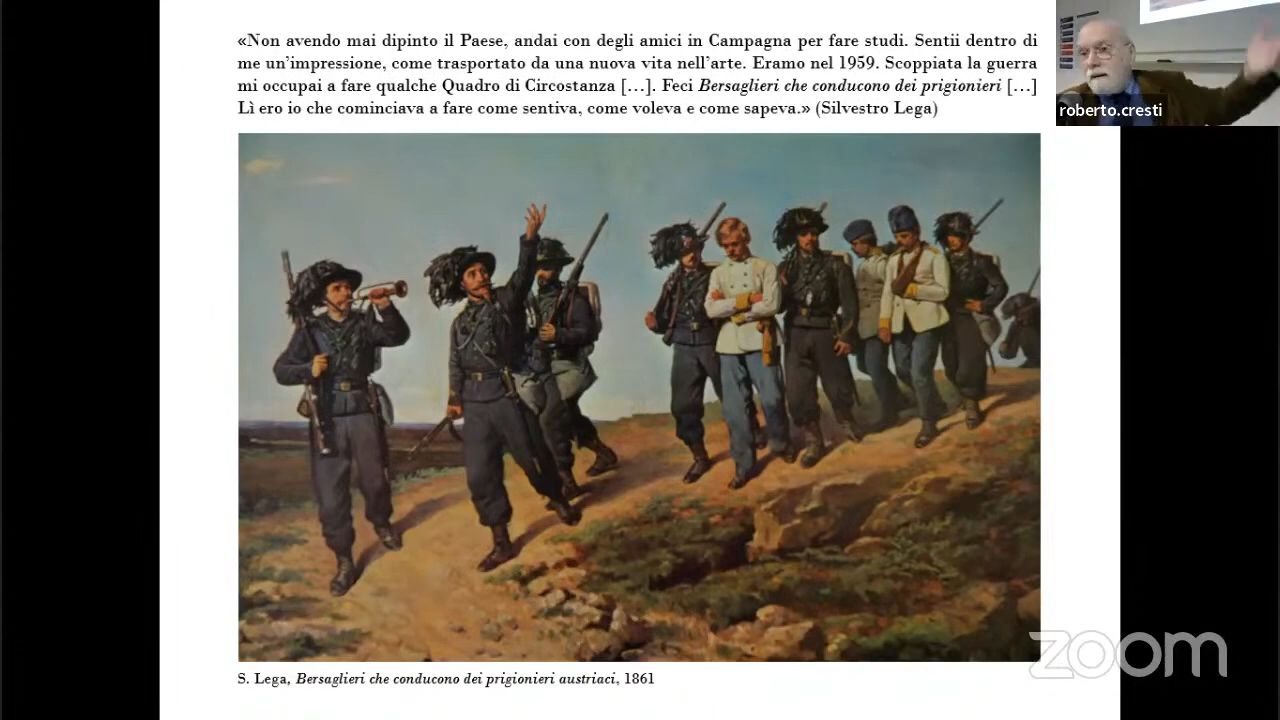 «Non avendo mai dipinto il Paese, andai con degli amici in Campagna per fare studi. Sentii dentro di
me un'impressione, come trasportato da una nuova vita nell'arte. Eramo nel 1959. Scoppiata la guerra
mi occupai a fare qualche Quadro di Circostanza […]. Feci Bersaglieri che conducono dei prigionieri […]
Lì ero io che cominciava a fare come sentiva, come voleva e come sapeva.» (Silvestro Lega)
roberto.cresti
zoom
S. Lega, Bersaglieri che conducono dei prigionieri austriaci, 1861